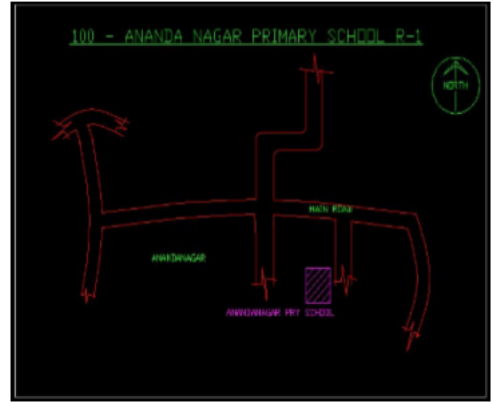 100 - ANANDA NAGAR PRIMARY SCHOOL R-1
NORTH
MAIN ROAD
ANANDANAGAR
ANANDANAGAR PRY SCHOOL